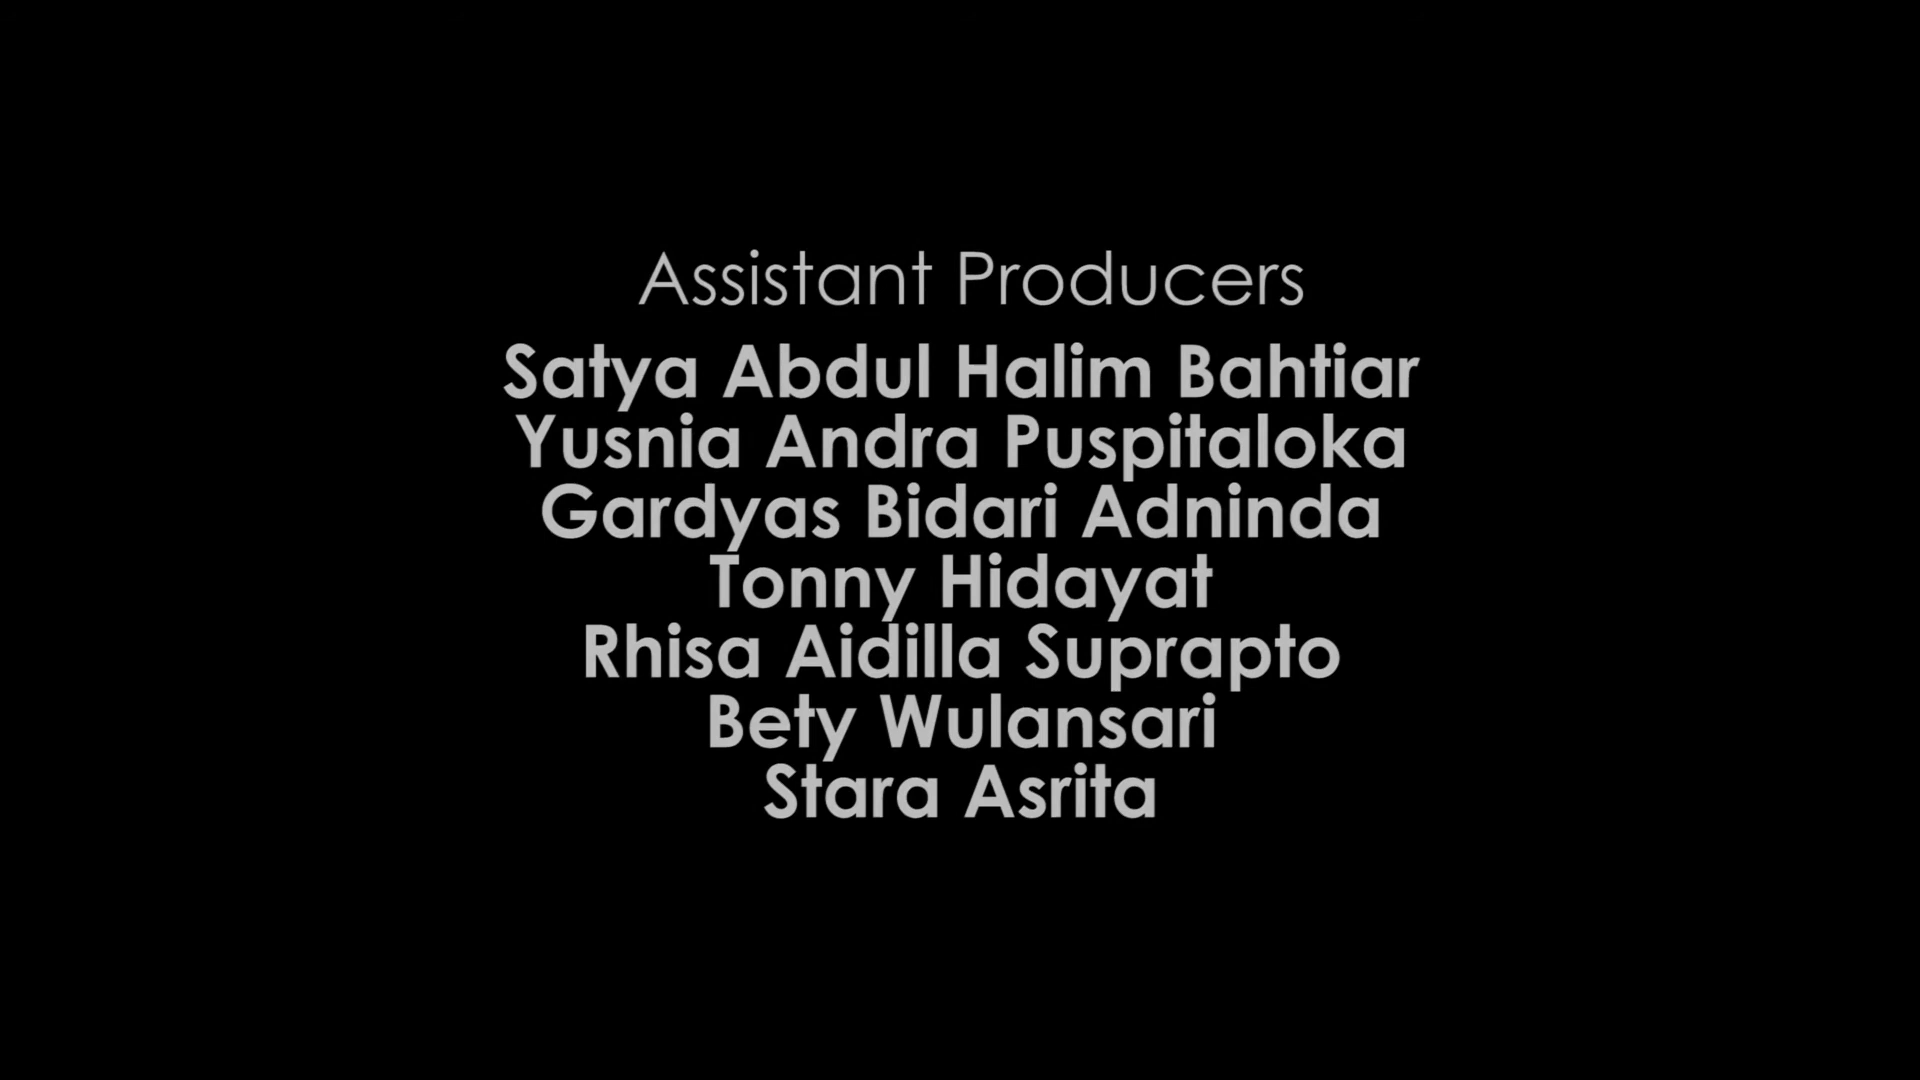 Assistant Producers
Satya Abdul Halim Bahtiar
Yusnia Andra Puspitaloka
Gardyas Bidari Adninda
Tonny Hidayat
Rhisa Aidilla Suprapto
Bety Wulansari
Stara Asrita